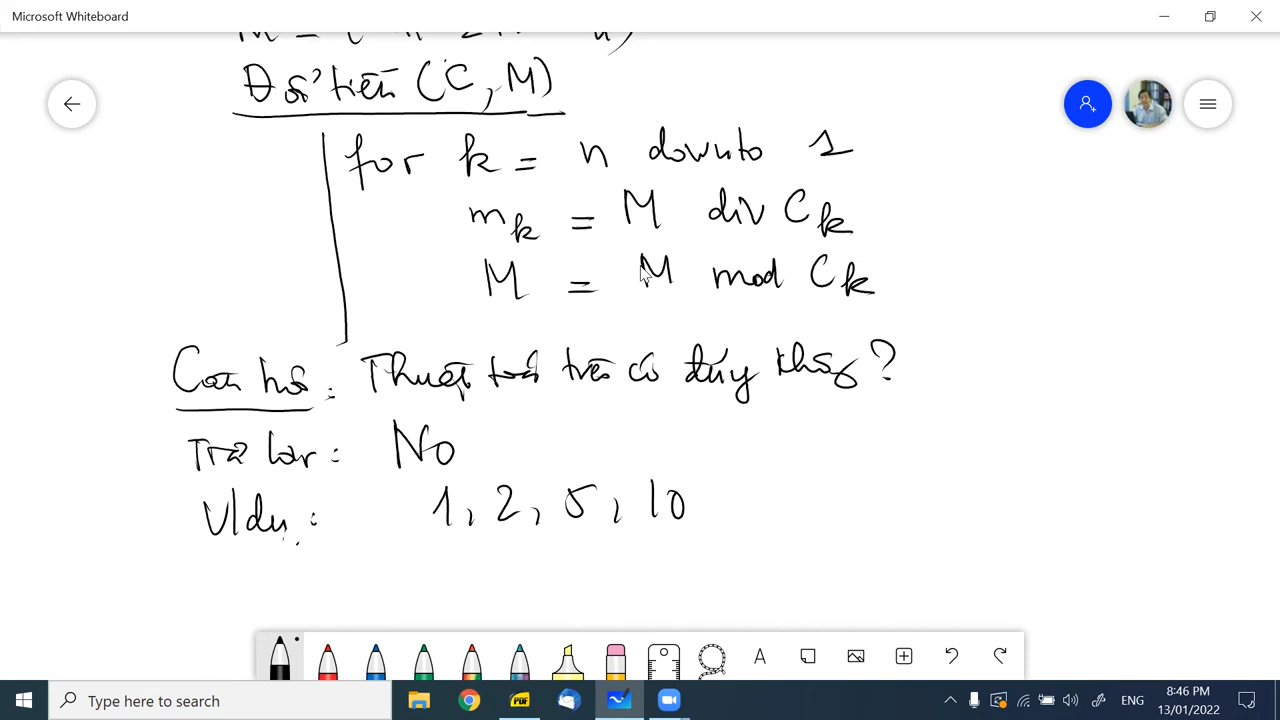 Microsoft Whiteboard
Đổi tiền (C, M)
for k = n downto 1
m_k = M div C_k
M = M mod C_k
Câu hỏi: Thuật toán trên có đúng không?
Trả lời: No
V/dụ: 1, 2, 5, 10
A
Type here to search
PDF
ENG
8:46 PM
13/01/2022